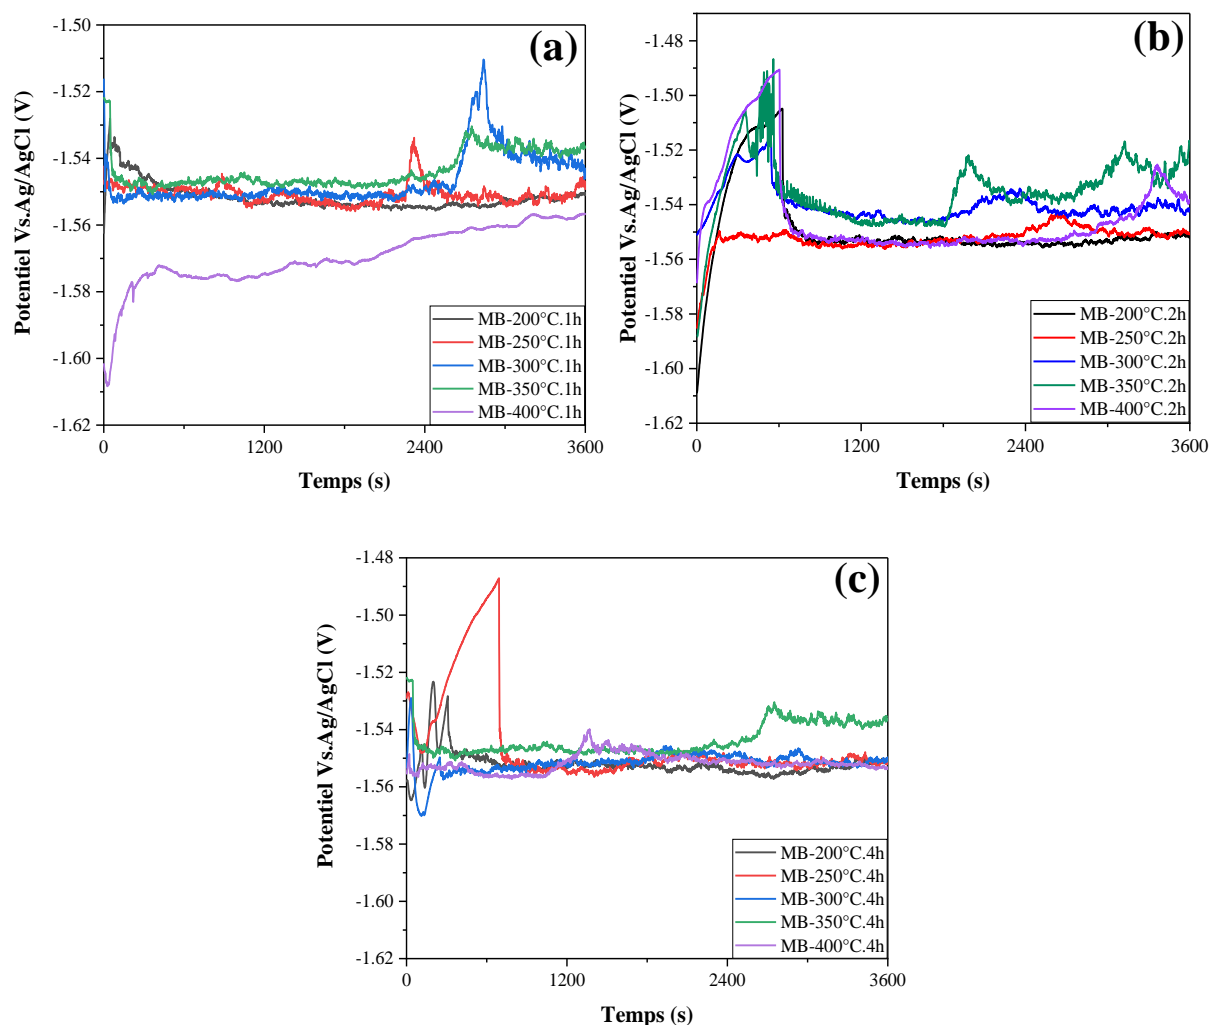 (a)
Potentiel Vs.Ag/AgCl (V)
-1.50
-1.52
-1.54
-1.56
-1.58
-1.60
-1.62
0
1200
2400
3600
Temps (s)
MB-200°C.1h
MB-250°C.1h
MB-300°C.1h
MB-350°C.1h
MB-400°C.1h
(b)
Potentiel Vs.Ag/AgCl (V)
-1.48
-1.50
-1.52
-1.54
-1.56
-1.58
-1.60
-1.62
0
1200
2400
3600
Temps (s)
MB-200°C.2h
MB-250°C.2h
MB-300°C.2h
MB-350°C.2h
MB-400°C.2h
(c)
Potentiel Vs.Ag/AgCl (V)
-1.48
-1.50
-1.52
-1.54
-1.56
-1.58
-1.60
-1.62
0
1200
2400
3600
Temps (s)
MB-200°C.4h
MB-250°C.4h
MB-300°C.4h
MB-350°C.4h
MB-400°C.4h